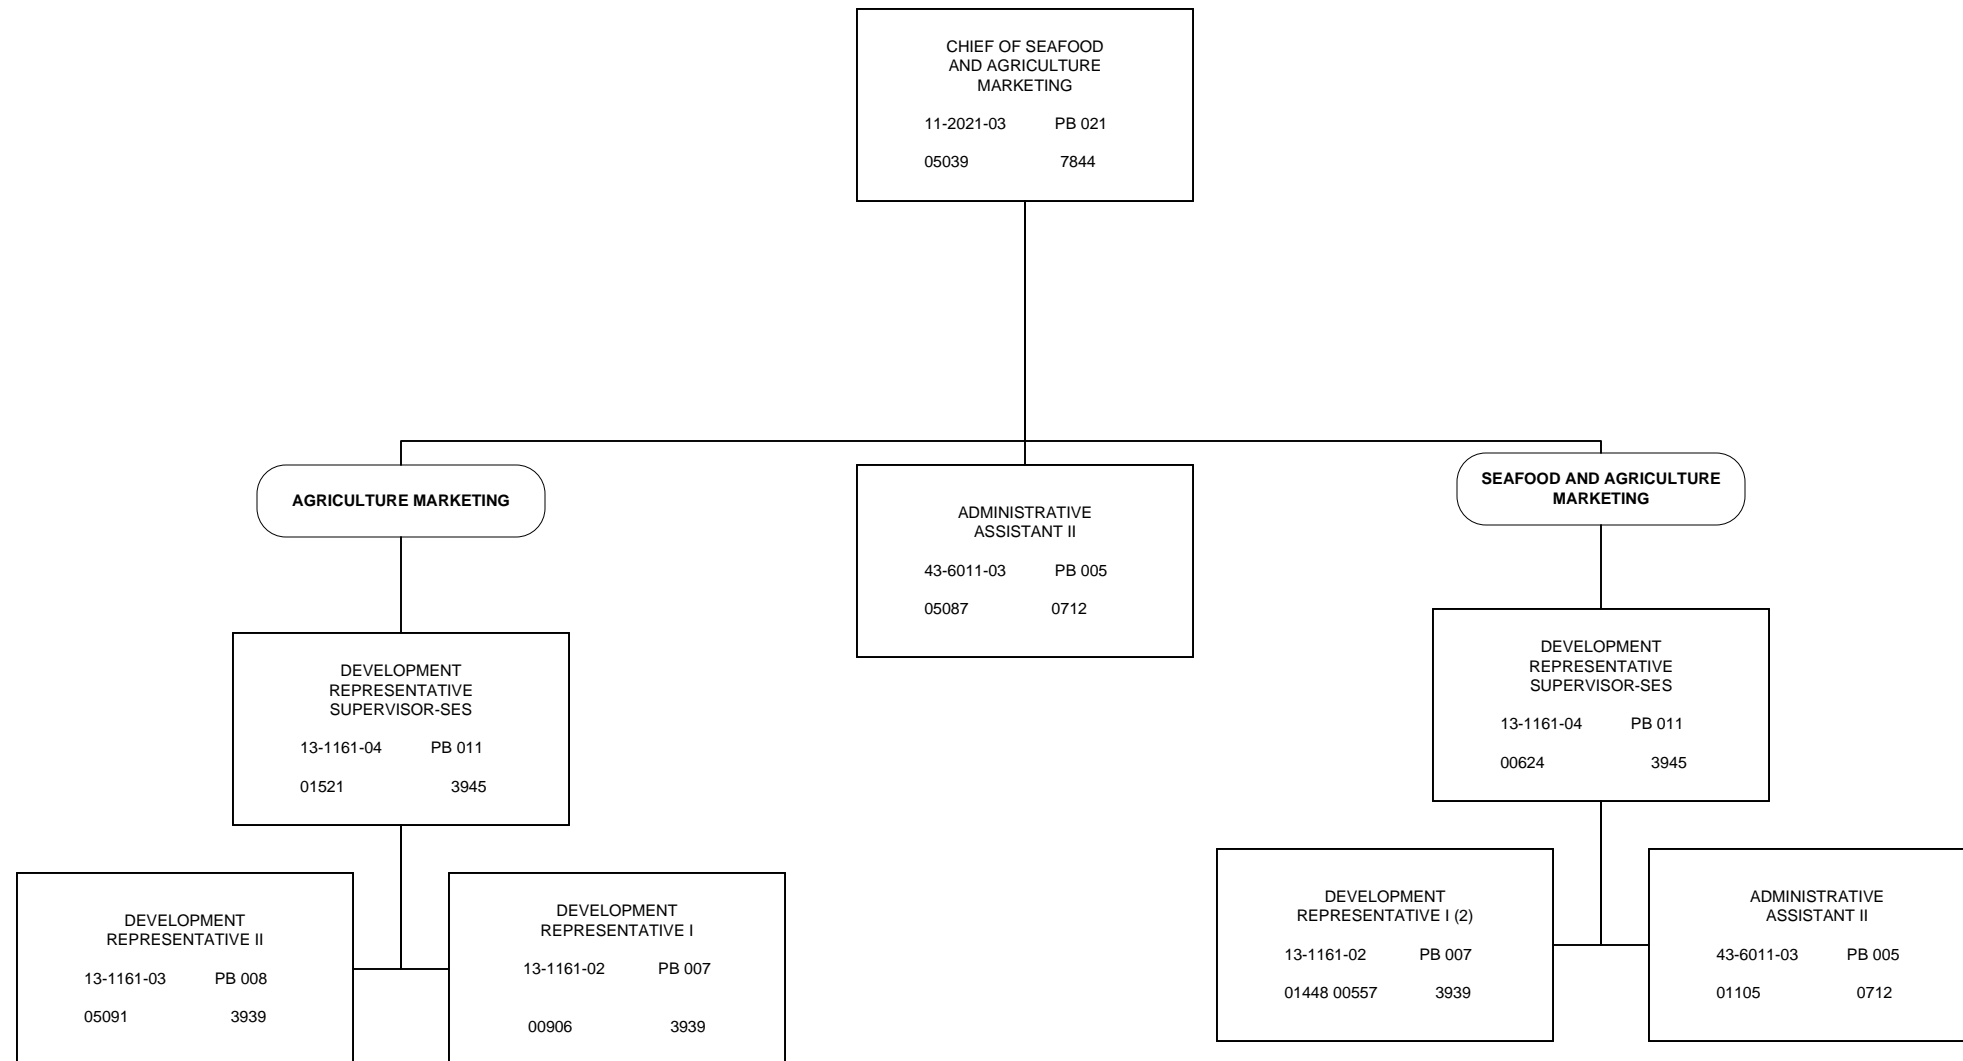 CHIEF OF SEAFOOD
AND AGRICULTURE
MARKETING
11-2021-03 PB 021
05039 7844
AGRICULTURE MARKETING
ADMINISTRATIVE
ASSISTANT II
43-6011-03 PB 005
05087 0712
SEAFOOD AND AGRICULTURE
MARKETING
DEVELOPMENT
REPRESENTATIVE
SUPERVISOR-SES
13-1161-04 PB 011
01521 3945
DEVELOPMENT
REPRESENTATIVE
SUPERVISOR-SES
13-1161-04 PB 011
00624 3945
DEVELOPMENT
REPRESENTATIVE II
13-1161-03 PB 008
05091 3939
DEVELOPMENT
REPRESENTATIVE I
13-1161-02 PB 007
00906 3939
DEVELOPMENT
REPRESENTATIVE I (2)
13-1161-02 PB 007
01448 00557 3939
ADMINISTRATIVE
ASSISTANT II
43-6011-03 PB 005
01105 0712